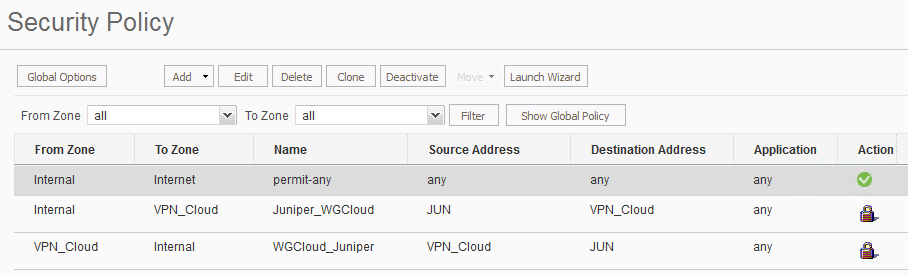 Security Policy
Global Options Add Edit Delete Clone Deactivate Move Launch Wizard
From Zone all To Zone all Filter Show Global Policy
From Zone To Zone Name Source Address Destination Address Application Action
Internal Internet permit-any any any any
Internal VPN_Cloud Juniper_WGCloud JUN VPN_Cloud any
VPN_Cloud Internal WGCloud_Juniper VPN_Cloud JUN any